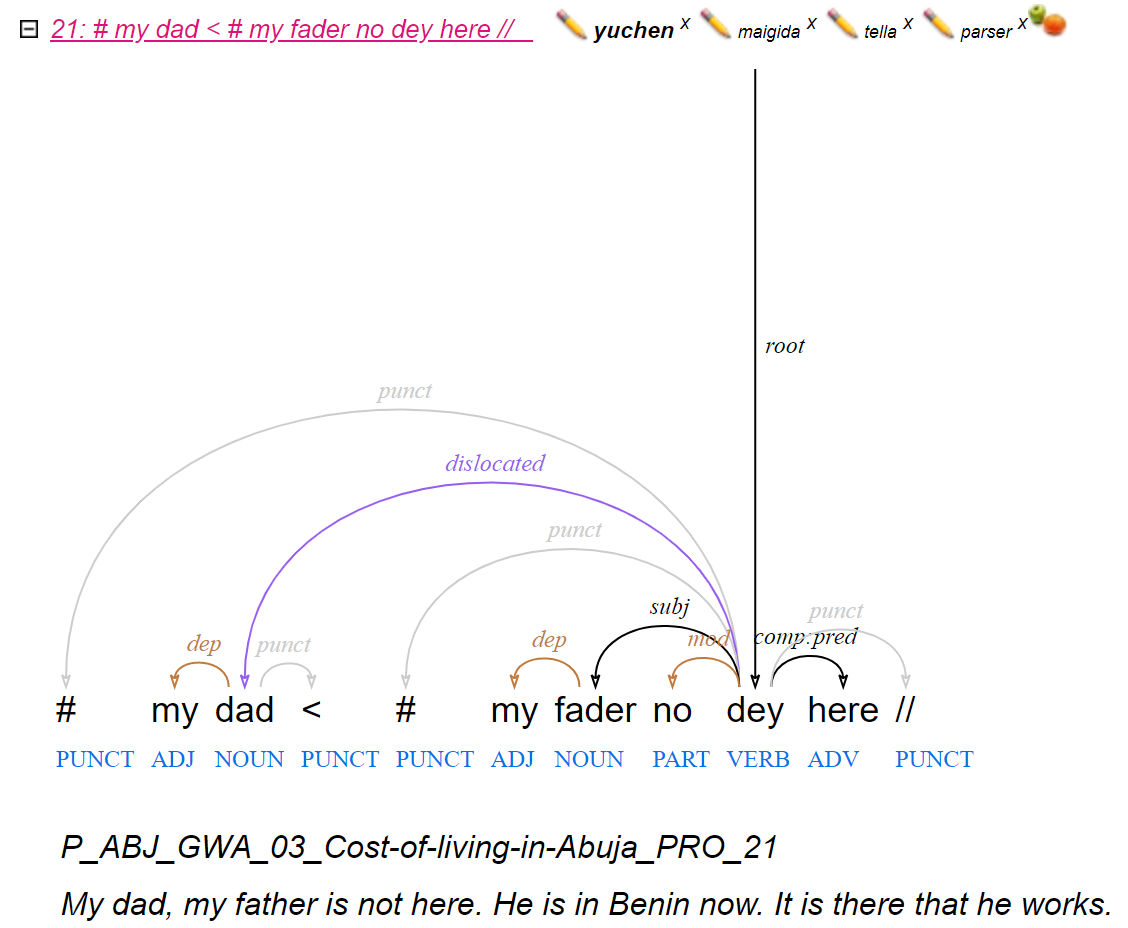 21: # my dad < # my fader no dey here // yuchen x maigida x tella x parser x
root
punct
dislocated
punct
subj punct
dep punct dep mod comp:pred
# my dad < # my fader no dey here //
PUNCT ADJ NOUN PUNCT PUNCT ADJ NOUN PART VERB ADV PUNCT
P_ABJ_GWA_03_Cost-of-living-in-Abuja_PRO_21
My dad, my father is not here. He is in Benin now. It is there that he works.